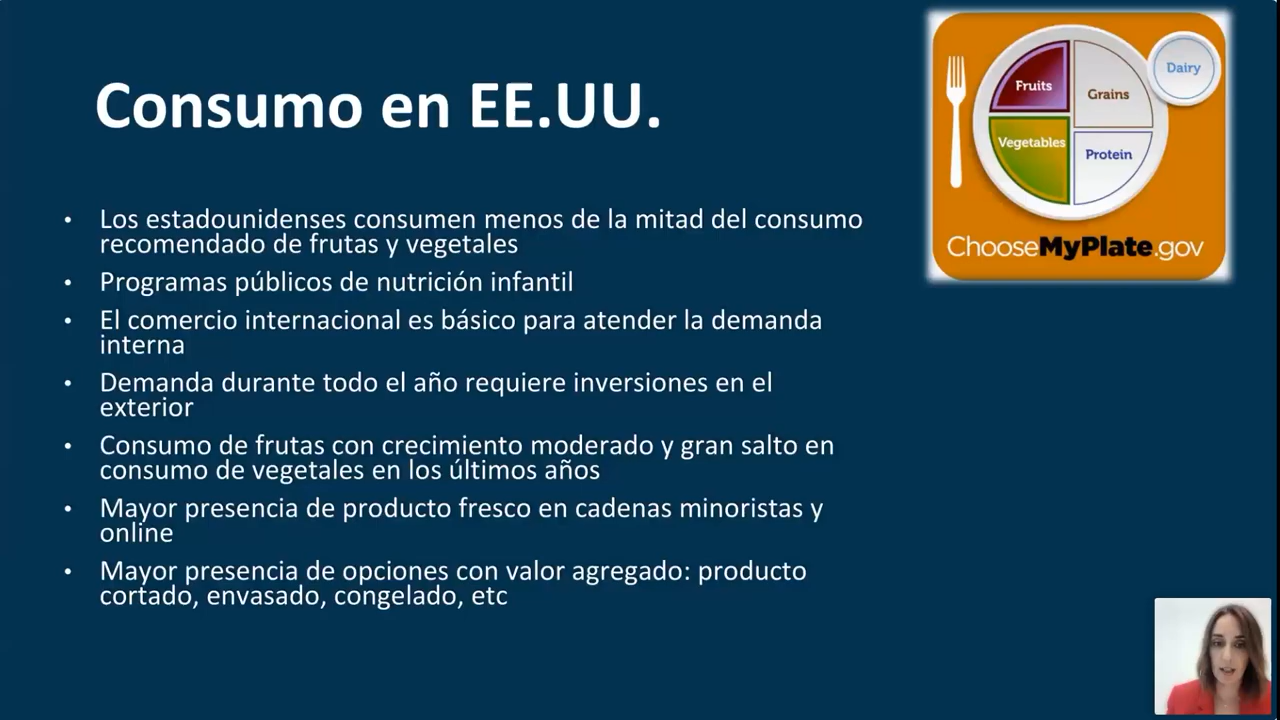 Consumo en EE.UU.
Fruits
Grains
Dairy
Vegetables
Protein
ChooseMyPlate.gov
• Los estadounidenses consumen menos de la mitad del consumo
recomendado de frutas y vegetales
• Programas públicos de nutrición infantil
• El comercio internacional es básico para atender la demanda
interna
• Demanda durante todo el año requiere inversiones en el
exterior
• Consumo de frutas con crecimiento moderado y gran salto en
consumo de vegetales en los últimos años
• Mayor presencia de producto fresco en cadenas minoristas y
online
• Mayor presencia de opciones con valor agregado: producto
cortado, envasado, congelado, etc